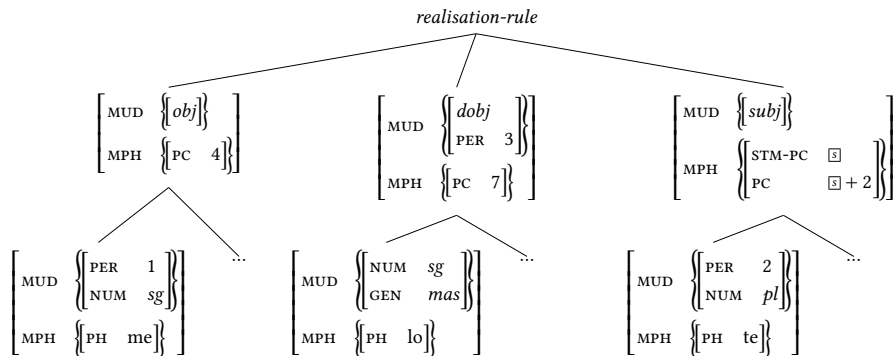 realisation-rule
MUD {[obj]}
MPH {[PC 4]}
MUD {[dobj
PER 3]}
MPH {[PC 7]}
MUD {[subj]}
MPH {[STM-PC s
PC s + 2]}
MUD {[PER 1
NUM sg]}
MPH {[PH me]}
...
MUD {[NUM sg
GEN mas]}
MPH {[PH lo]}
...
MUD {[PER 2
NUM pl]}
MPH {[PH te]}
...